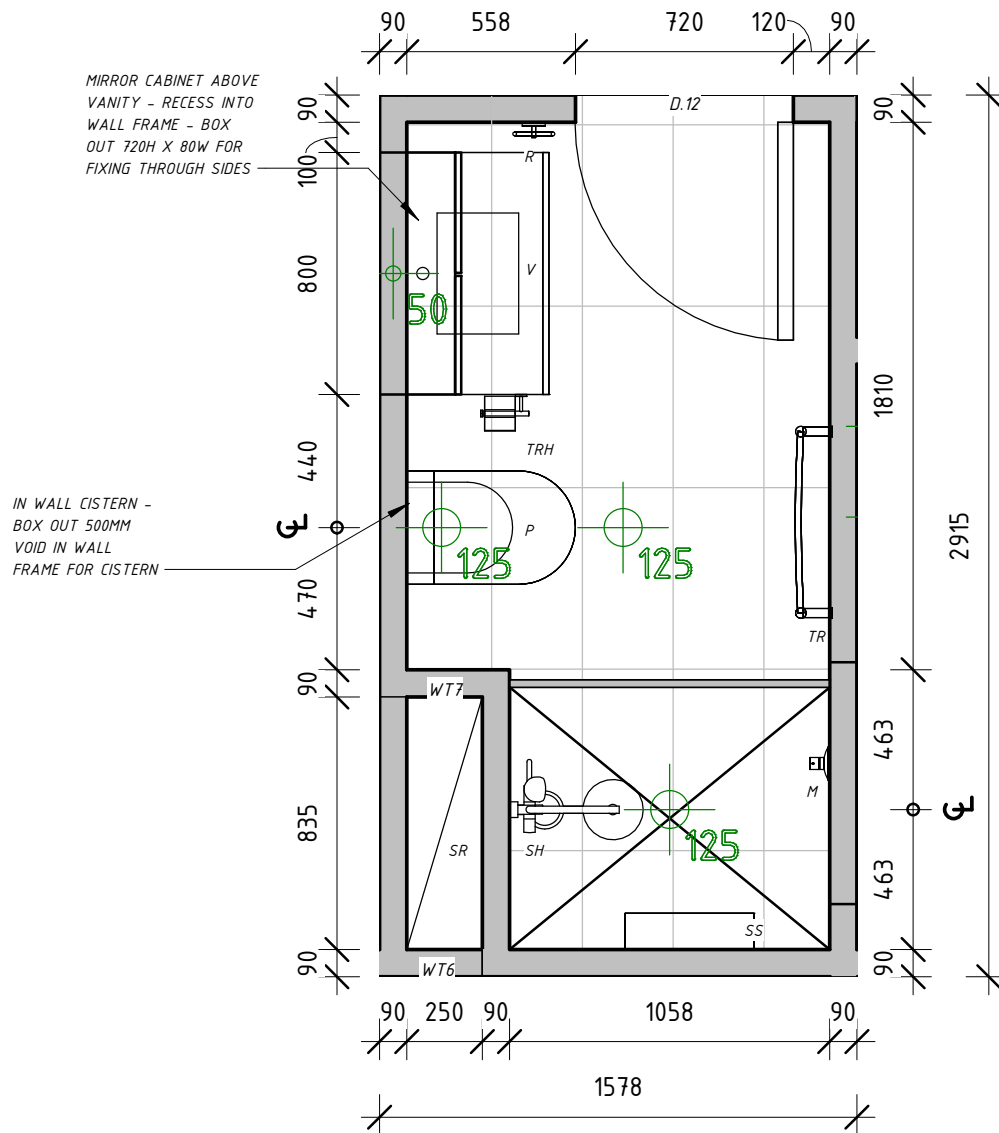 90
558
720
120
90
MIRROR CABINET ABOVE
VANITY - RECESS INTO
WALL FRAME - BOX
OUT 720H X 80W FOR
FIXING THROUGH SIDES
90
100
D.12
90
R
800
V
50
1810
440
TRH
IN WALL CISTERN -
BOX OUT 500MM
VOID IN WALL
FRAME FOR CISTERN
CL
P
125
125
2915
470
TR
90
WT7
463
M
CL
835
SR
SH
125
463
SS
90
WT6
90
90
250
90
1058
90
1578